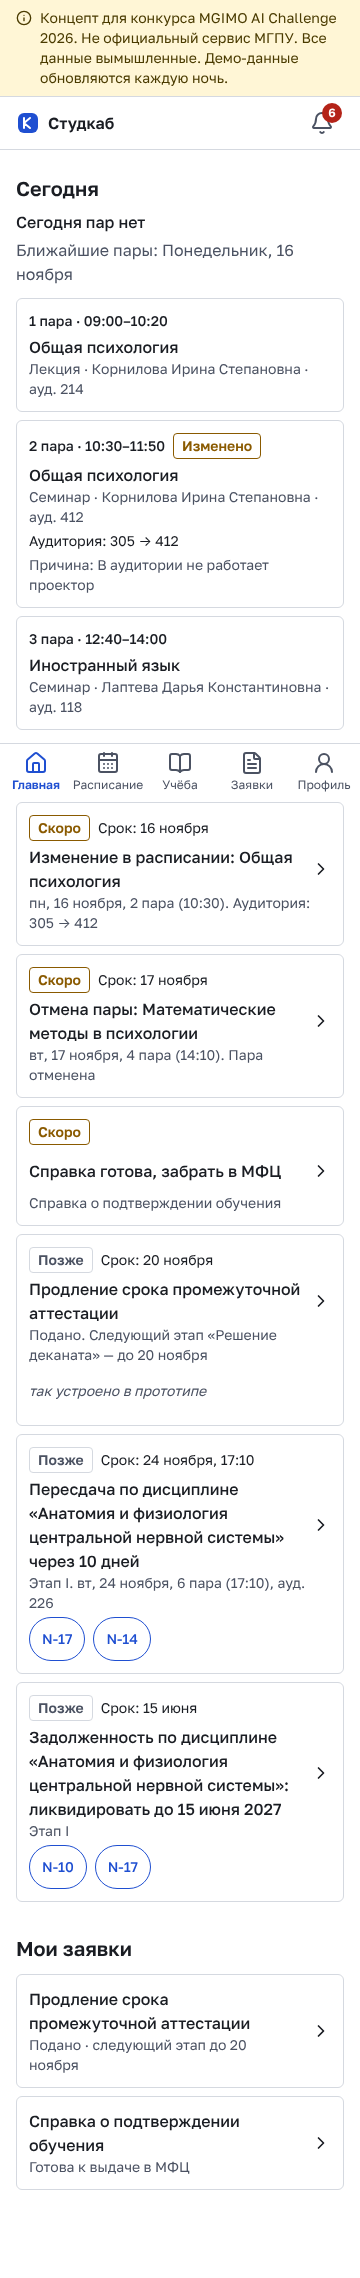 Концепт для конкурса MGIMO AI Challenge
2026. Не официальный сервис МГПУ. Все
данные вымышленные. Демо-данные
обновляются каждую ночь.
Студкаб
6
Сегодня
Сегодня пар нет
Ближайшие пары: Понедельник, 16
ноября
1 пара · 09:00–10:20
Общая психология
Лекция · Корнилова Ирина Степановна ·
ауд. 214
2 пара · 10:30–11:50 Изменено
Общая психология
Семинар · Корнилова Ирина Степановна ·
ауд. 412
Аудитория: 305 → 412
Причина: В аудитории не работает
проектор
3 пара · 12:40–14:00
Иностранный язык
Семинар · Лаптева Дарья Константиновна ·
ауд. 118
Главная Расписание Учёба Заявки Профиль
Скоро Срок: 16 ноября
Изменение в расписании: Общая
психология
пн, 16 ноября, 2 пара (10:30). Аудитория:
305 → 412
Скоро Срок: 17 ноября
Отмена пары: Математические
методы в психологии
вт, 17 ноября, 4 пара (14:10). Пара
отменена
Скоро
Справка готова, забрать в МФЦ
Справка о подтверждении обучения
Позже Срок: 20 ноября
Продление срока промежуточной
аттестации
Подано. Следующий этап «Решение
деканата» — до 20 ноября
так устроено в прототипе
Позже Срок: 24 ноября, 17:10
Пересдача по дисциплине
«Анатомия и физиология
центральной нервной системы»
через 10 дней
Этап I. вт, 24 ноября, 6 пара (17:10), ауд.
226
N-17 N-14
Позже Срок: 15 июня
Задолженность по дисциплине
«Анатомия и физиология
центральной нервной системы»:
ликвидировать до 15 июня 2027
Этап I
N-10 N-17
Мои заявки
Продление срока
промежуточной аттестации
Подано · следующий этап до 20
ноября
Справка о подтверждении
обучения
Готова к выдаче в МФЦ